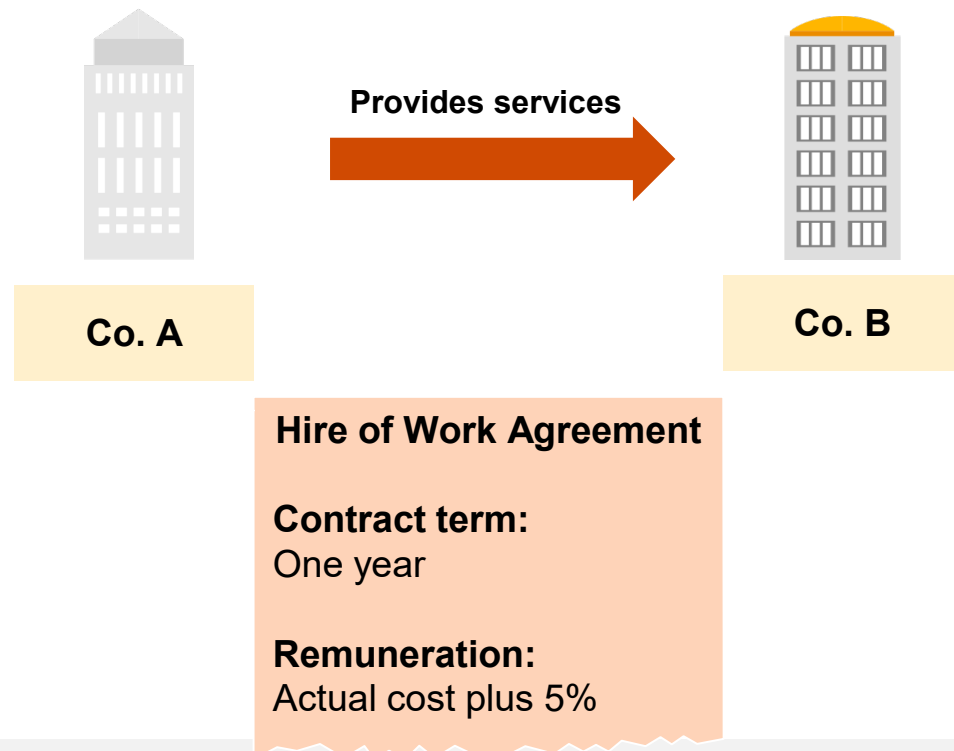 Provides services
Co. A
Co. B
Hire of Work Agreement
Contract term:
One year
Remuneration:
Actual cost plus 5%